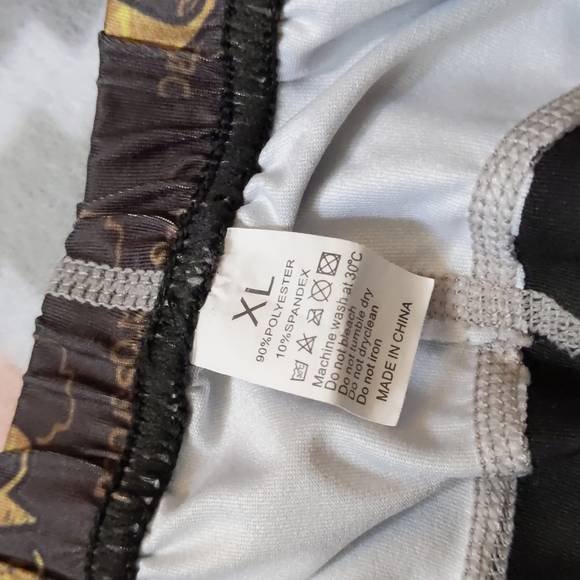 XL
90%POLYESTER
10%SPANDEX
Machine wash at 30℃
Do not bleach
Do not tumble dry
Do not dryclean
Do not iron
MADE IN CHINA